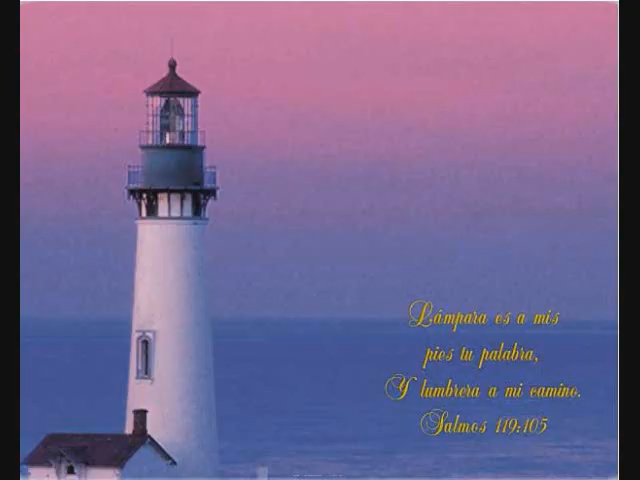 Lámpara es a mis
pies tu palabra,
Y lumbrera a mi camino.
Salmos 119:105